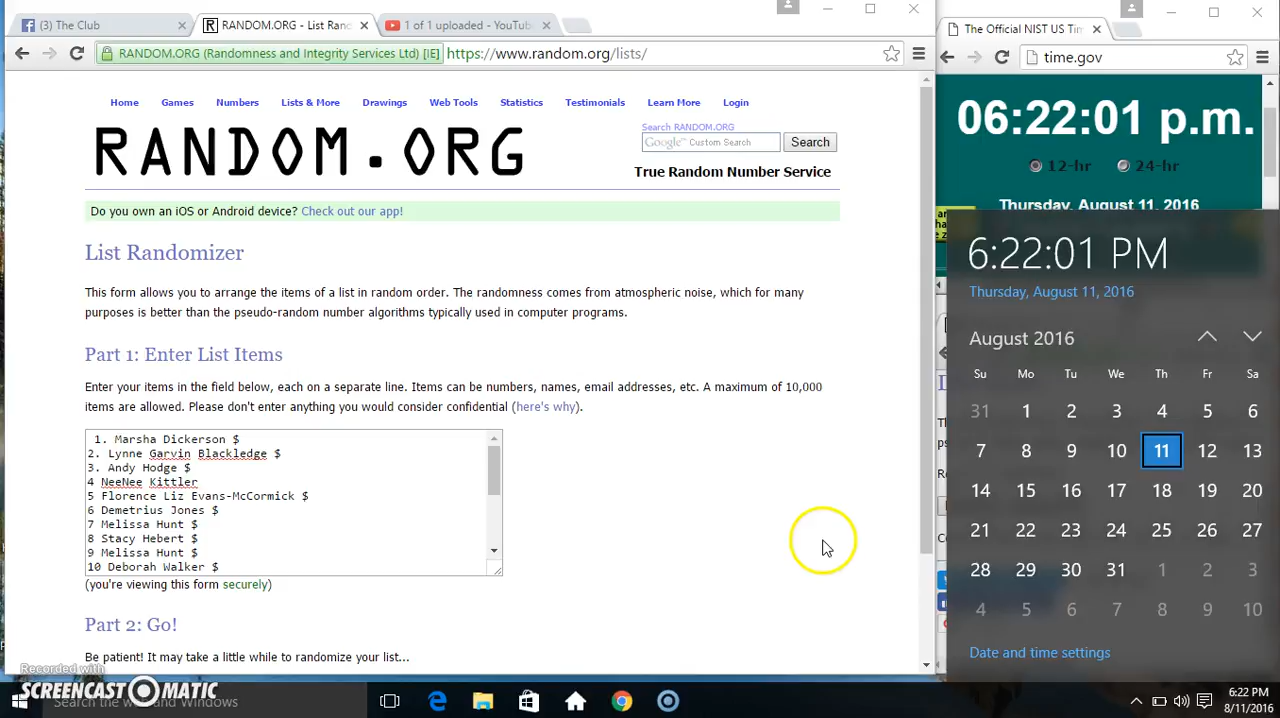 (3) The Club
RANDOM.ORG - List Ran
1 of 1 uploaded - YouTube
RANDOM.ORG (Randomness and Integrity Services Ltd) [IE]
https://www.random.org/lists/
Home Games Numbers Lists & More Drawings Web Tools Statistics Testimonials Learn More Login
RANDOM.ORG
Search RANDOM.ORG
Google™ Custom Search
Search
True Random Number Service
Do you own an iOS or Android device? Check out our app!
List Randomizer
This form allows you to arrange the items of a list in random order. The randomness comes from atmospheric noise, which for many
purposes is better than the pseudo-random number algorithms typically used in computer programs.
Part 1: Enter List Items
Enter your items in the field below, each on a separate line. Items can be numbers, names, email addresses, etc. A maximum of 10,000
items are allowed. Please don't enter anything you would consider confidential (here's why).
1. Marsha Dickerson $
2. Lynne Garvin Blackledge $
3. Andy Hodge $
4 NeeNee Kittler
5 Florence Liz Evans-McCormick $
6 Demetrius Jones $
7 Melissa Hunt $
8 Stacy Hebert $
9 Melissa Hunt $
10 Deborah Walker $
(you're viewing this form securely)
Part 2: Go!
Be patient! It may take a little while to randomize your list...
The Official NIST US Tim
time.gov
06:22:01 p.m.
12-hr 24-hr
Thursday, August 11, 2016
6:22:01 PM
Thursday, August 11, 2016
August 2016
Su Mo Tu We Th Fr Sa
31 1 2 3 4 5 6
7 8 9 10 11 12 13
14 15 16 17 18 19 20
21 22 23 24 25 26 27
28 29 30 31 1 2 3
4 5 6 7 8 9 10
Date and time settings
Recorded with
SCREENCAST-O-MATIC
Search the web and Windows
6:22 PM
8/11/2016